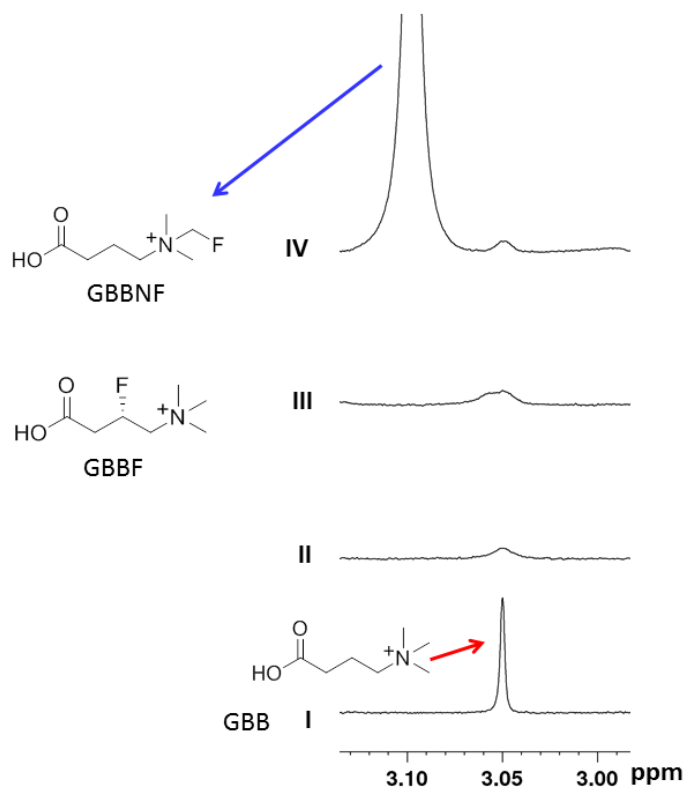 O
HO
+
N
F
GBBNF
IV
O
F
HO
+
N
GBBF
III
II
O
HO
+
N
GBB
I
3.10 3.05 3.00 ppm